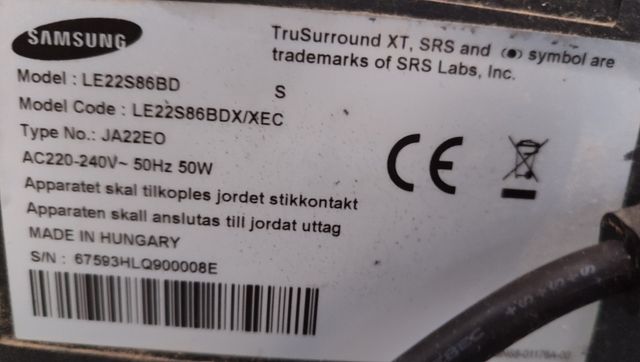 SAMSUNG
TruSurround XT, SRS and (●) symbol are
trademarks of SRS Labs, Inc.
Model : LE22S86BD
S
Model Code : LE22S86BDX/XEC
Type No.: JA22EO
AC220-240V~ 50Hz 50W
Apparatet skal tilkoples jordet stikkontakt
Apparaten skall anslutas till jordat uttag
MADE IN HUNGARY
S/N : 67593HLQ900008E
CE